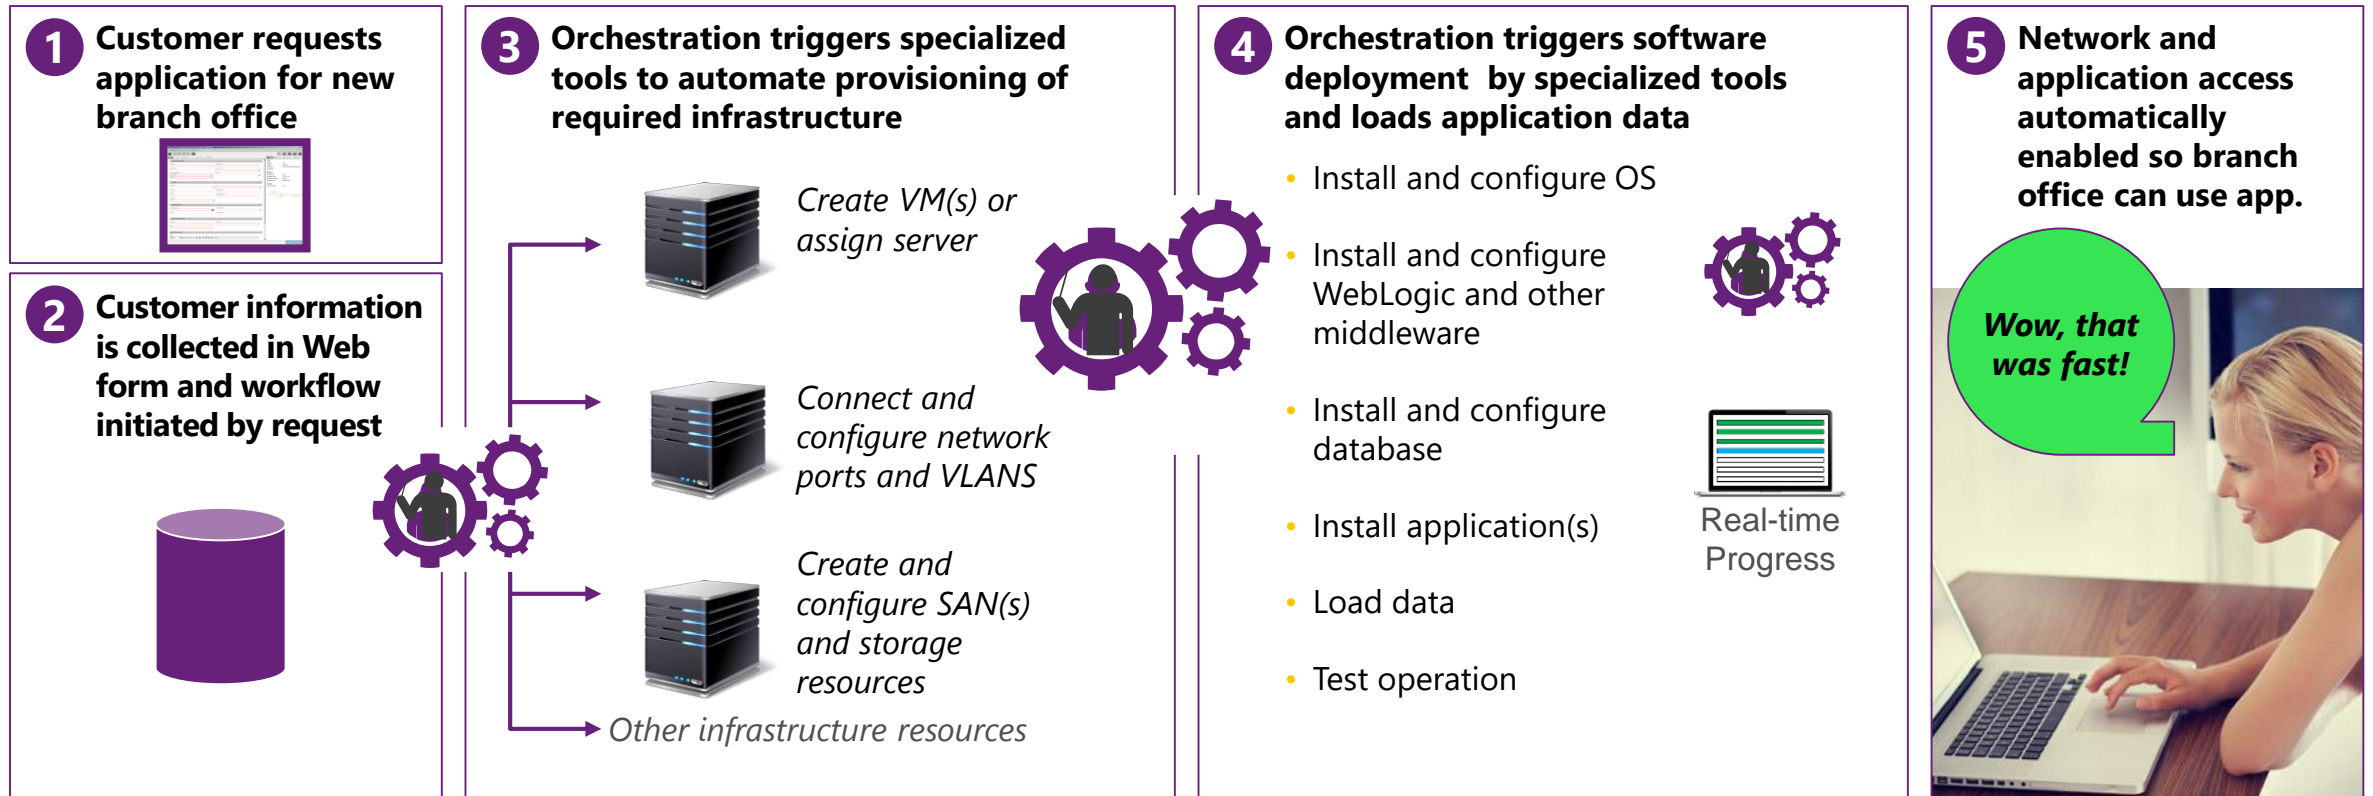 1
Customer requests
application for new
branch office
2
Customer information
is collected in Web
form and workflow
initiated by request
3
Orchestration triggers specialized
tools to automate provisioning of
required infrastructure
Create VM(s) or
assign server
Connect and
configure network
ports and VLANS
Create and
configure SAN(s)
and storage
resources
Other infrastructure resources
4
Orchestration triggers software
deployment by specialized tools
and loads application data
• Install and configure OS
• Install and configure
WebLogic and other
middleware
• Install and configure
database
• Install application(s)
• Load data
• Test operation
Real-time
Progress
5
Network and
application access
automatically
enabled so branch
office can use app.
Wow, that
was fast!